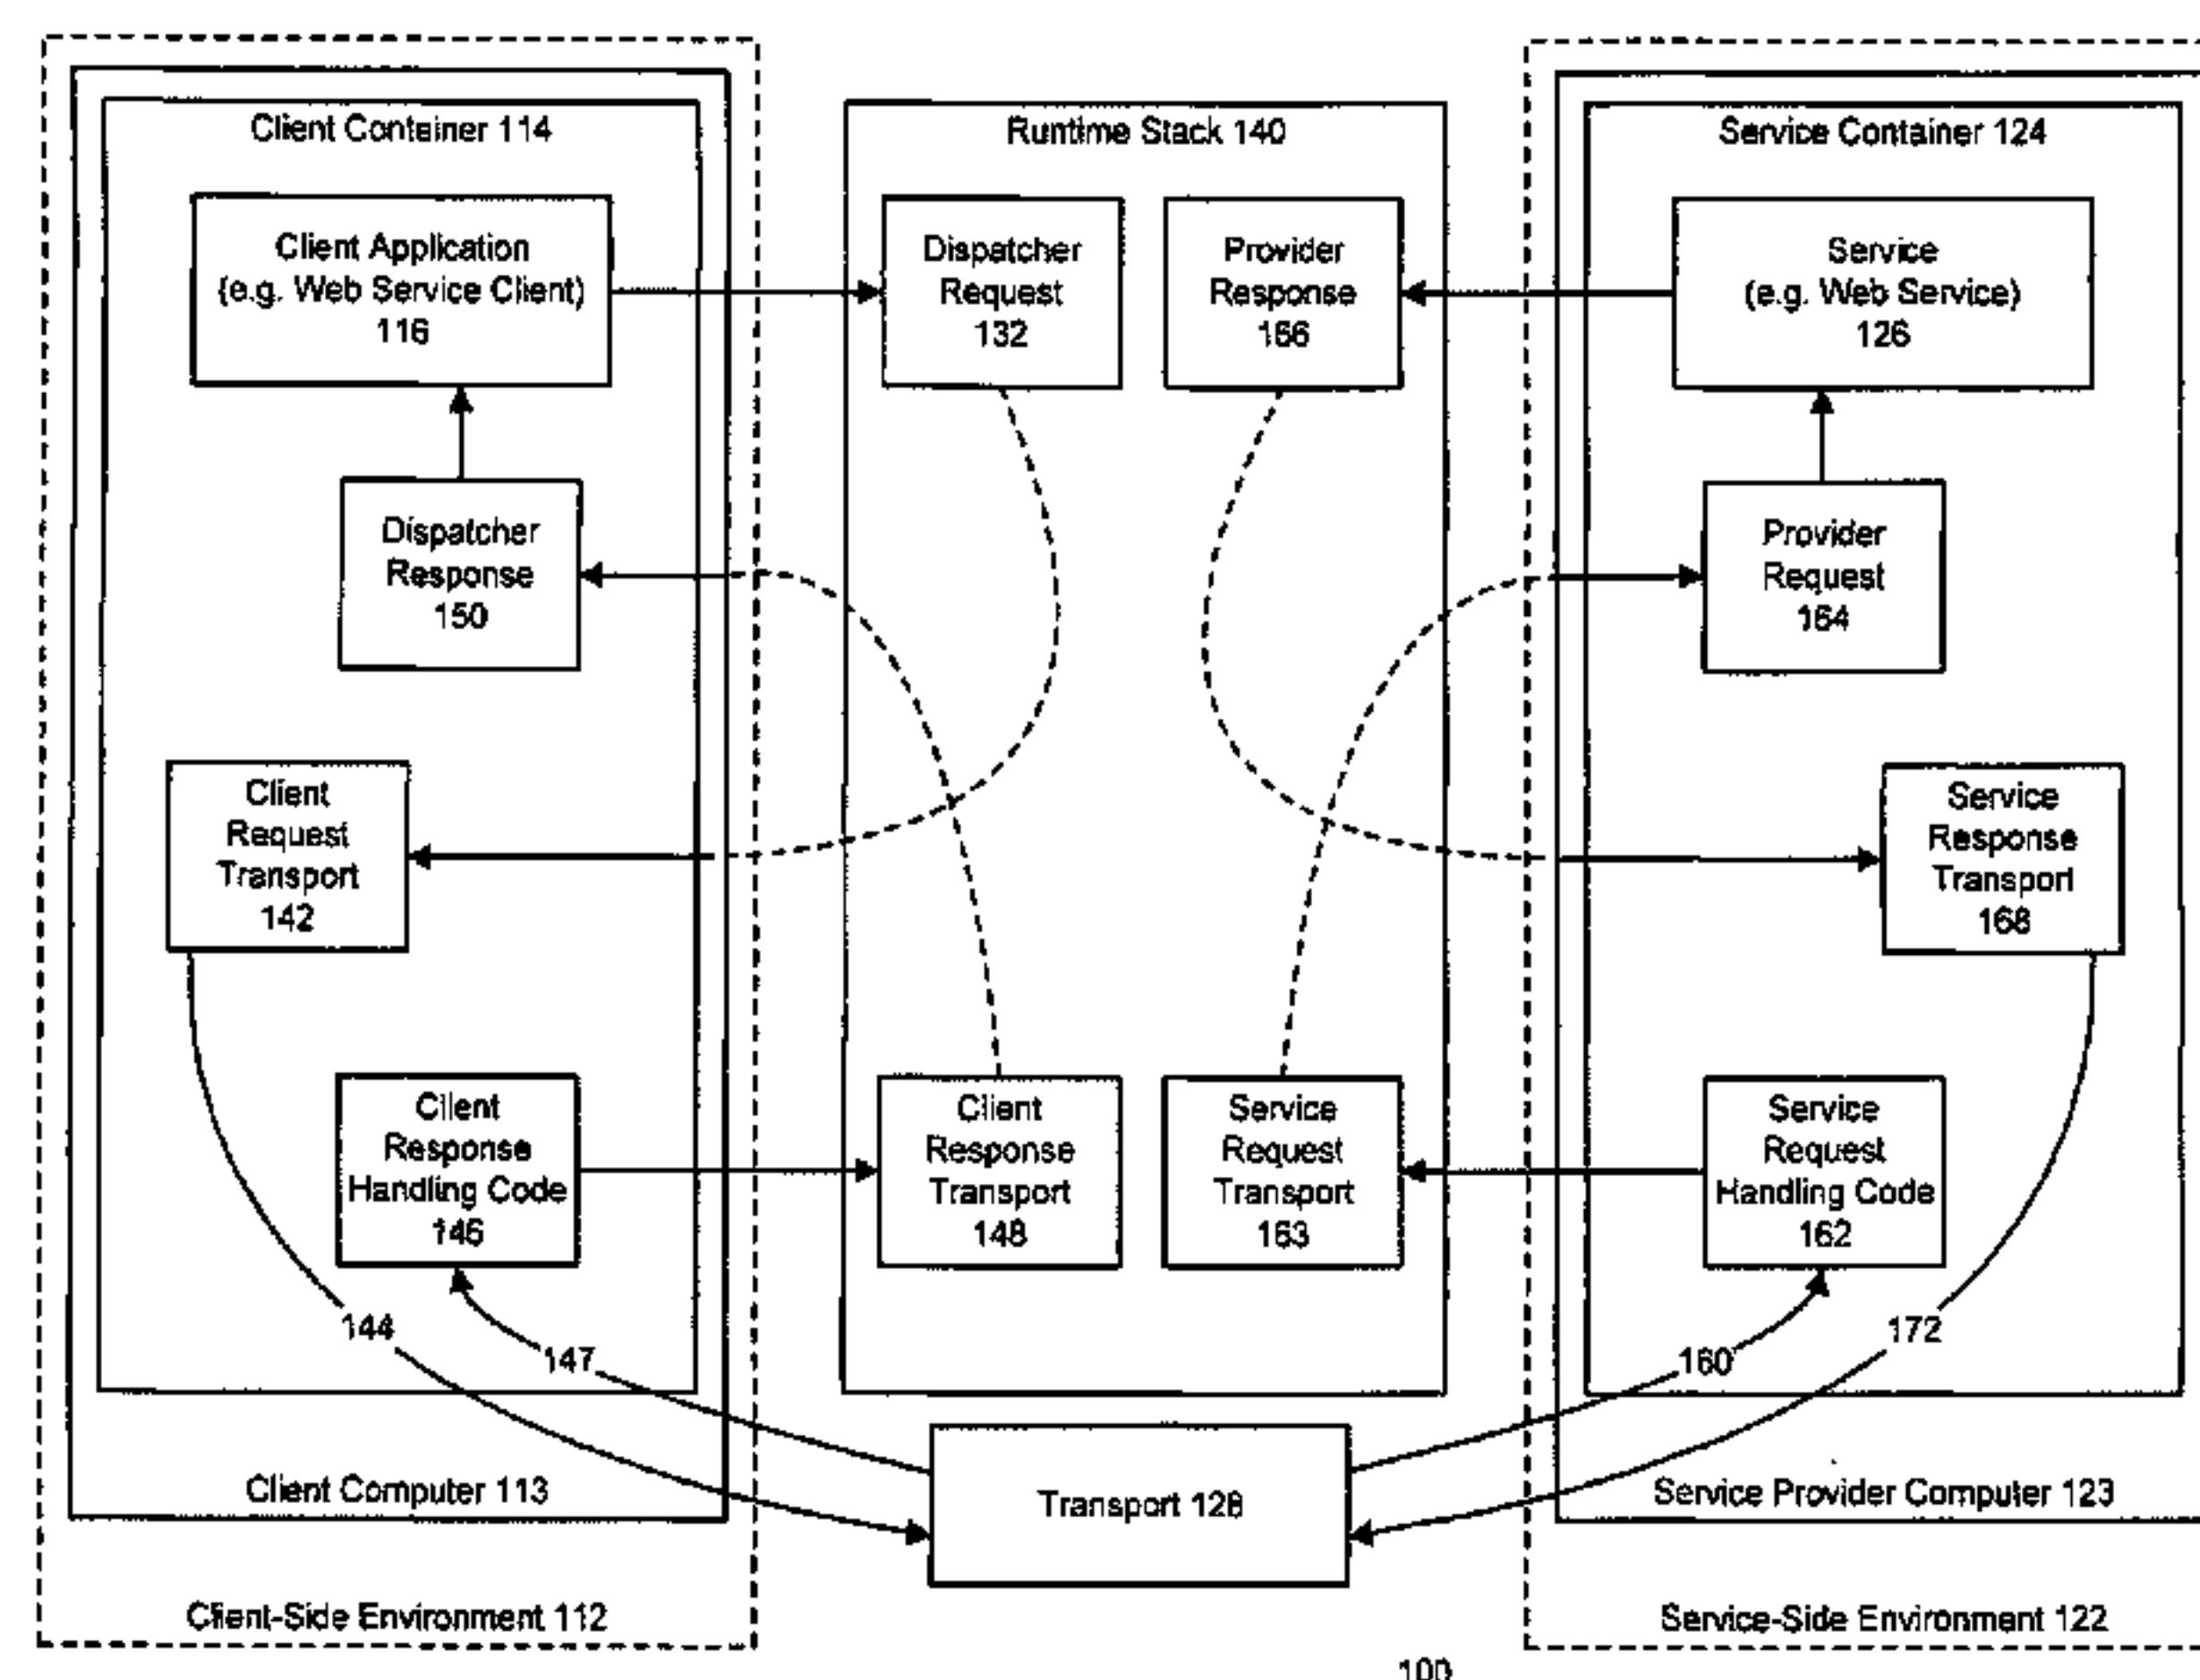 Client Container 114
Client Application
(e.g. Web Service Client)
116
Dispatcher
Response
150
Client
Request
Transport
142
Client
Response
Handling Code
146
144
147
Client Computer 113
Client-Side Environment 112
Runtime Stack 140
Dispatcher
Request
132
Provider
Response
166
Client
Response
Transport
148
Service
Request
Transport
163
Transport 128
Service Container 124
Service
(e.g. Web Service)
126
Provider
Request
164
Service
Response
Transport
168
Service
Request
Handling Code
162
160
172
Service Provider Computer 123
Service-Side Environment 122
100